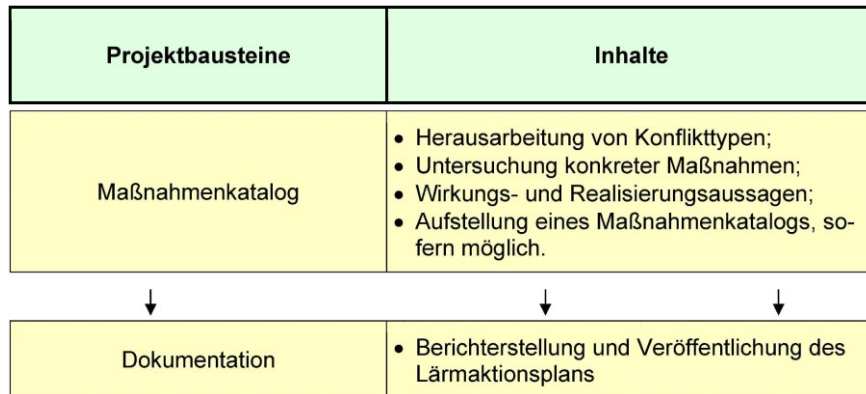 Projektbausteine
Inhalte
Maßnahmenkatalog
• Herausarbeitung von Konflikttypen;
• Untersuchung konkreter Maßnahmen;
• Wirkungs- und Realisierungsaussagen;
• Aufstellung eines Maßnahmenkatalogs, so-
fern möglich.
Dokumentation
• Berichterstellung und Veröffentlichung des
Lärmaktionsplans